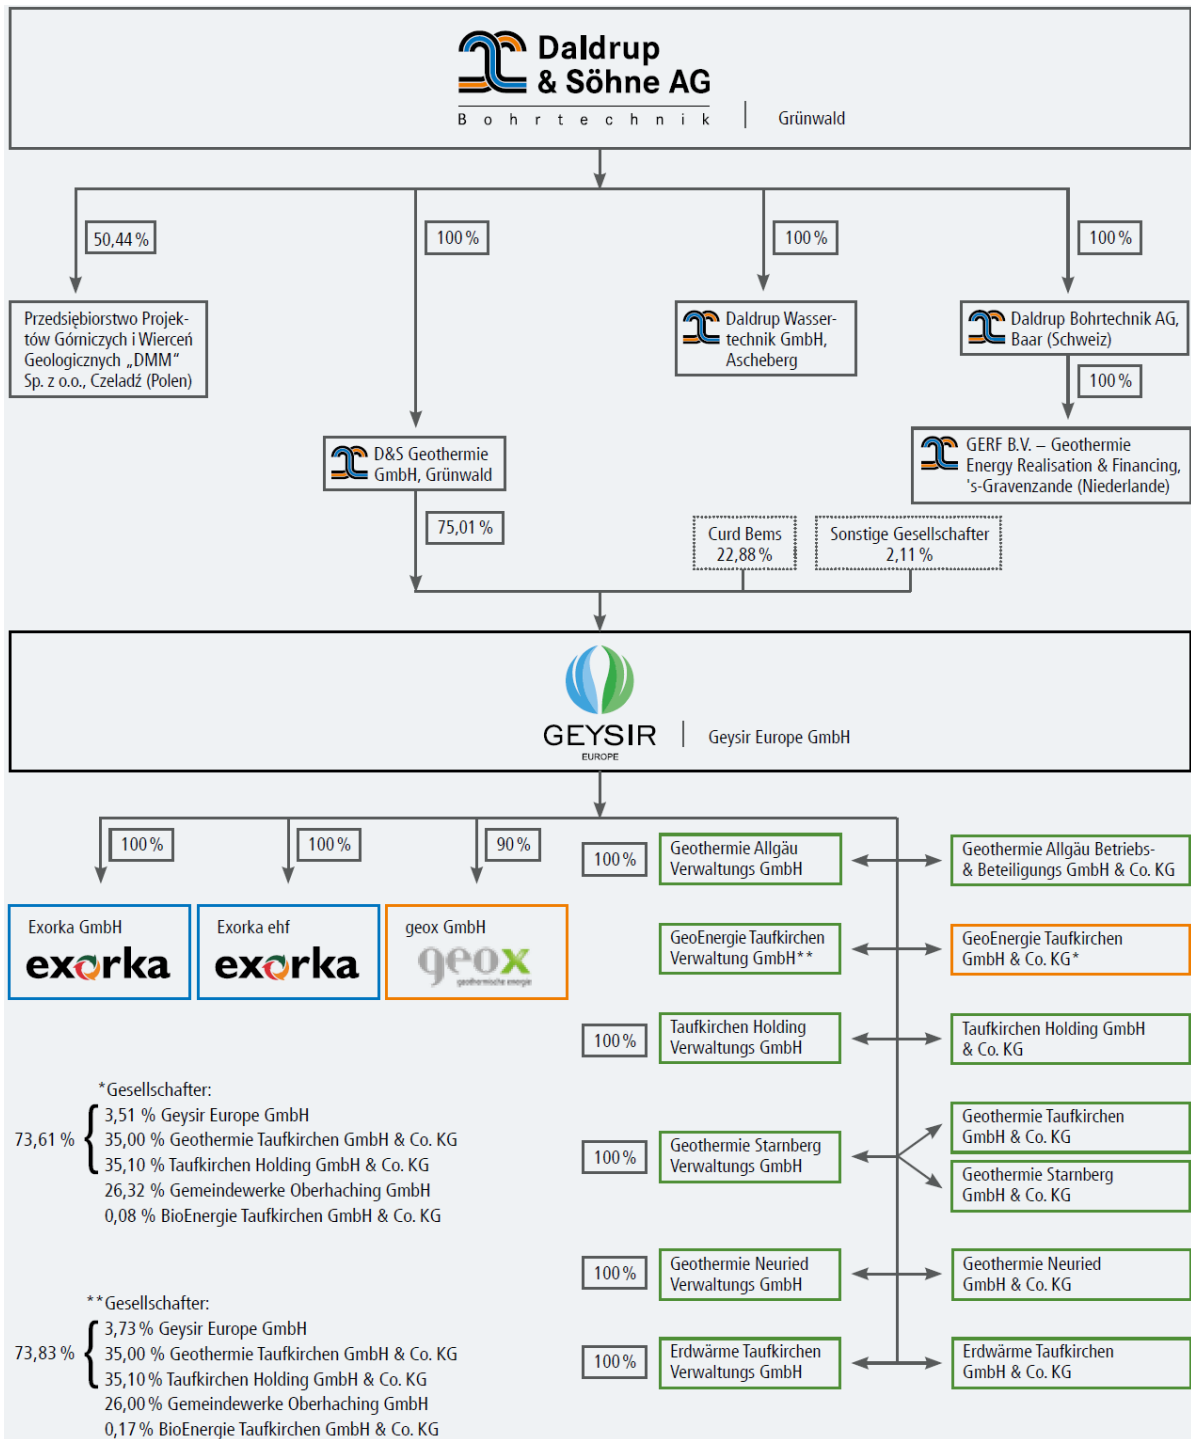 Daldrup
& Söhne AG
Bohrtechnik
Grünwald
50,44 %
100 %
100 %
100 %
Przedsiębiorstwo Projek-
tów Górniczych i Wierceń
Geologicznych „DMM“
Sp. z o.o., Czeladź (Polen)
Daldrup Wasser-
technik GmbH,
Ascheberg
Daldrup Bohrtechnik AG,
Baar (Schweiz)
100 %
D&S Geothermie
GmbH, Grünwald
GERF B.V. – Geothermie
Energy Realisation & Financing,
's-Gravenzande (Niederlande)
75,01 %
Curd Bems
22,88 %
Sonstige Gesellschafter
2,11 %
GEYSIR
EUROPE
Geysir Europe GmbH
100 %
100 %
90 %
Exorka GmbH
exorka
Exorka ehf
exorka
geox GmbH
geox
geothermische energie
100 %
Geothermie Allgäu
Verwaltungs GmbH
Geothermie Allgäu Betriebs-
& Beteiligungs GmbH & Co. KG
GeoEnergie Taufkirchen
Verwaltung GmbH**
GeoEnergie Taufkirchen
GmbH & Co. KG*
100 %
Taufkirchen Holding
Verwaltungs GmbH
Taufkirchen Holding GmbH
& Co. KG
100 %
Geothermie Starnberg
Verwaltungs GmbH
Geothermie Taufkirchen
GmbH & Co. KG
Geothermie Starnberg
GmbH & Co. KG
100 %
Geothermie Neuried
Verwaltungs GmbH
Geothermie Neuried
GmbH & Co. KG
100 %
Erdwärme Taufkirchen
Verwaltungs GmbH
Erdwärme Taufkirchen
GmbH & Co. KG
*Gesellschafter:
73,61 %
3,51 % Geysir Europe GmbH
35,00 % Geothermie Taufkirchen GmbH & Co. KG
35,10 % Taufkirchen Holding GmbH & Co. KG
26,32 % Gemeindewerke Oberhaching GmbH
0,08 % BioEnergie Taufkirchen GmbH & Co. KG
**Gesellschafter:
73,83 %
3,73 % Geysir Europe GmbH
35,00 % Geothermie Taufkirchen GmbH & Co. KG
35,10 % Taufkirchen Holding GmbH & Co. KG
26,00 % Gemeindewerke Oberhaching GmbH
0,17 % BioEnergie Taufkirchen GmbH & Co. KG